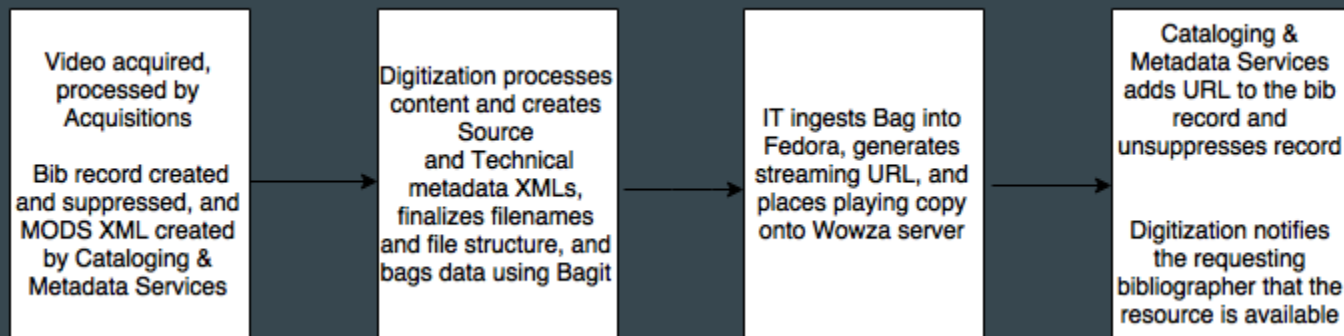 Video acquired,
processed by
Acquisitions
Bib record created
and suppressed, and
MODS XML created
by Cataloging &
Metadata Services
Digitization processes
content and creates
Source
and Technical
metadata XMLs,
finalizes filenames
and file structure, and
bags data using Bagit
IT ingests Bag into
Fedora, generates
streaming URL, and
places playing copy
onto Wowza server
Cataloging &
Metadata Services
adds URL to the bib
record and
unsuppresses record
Digitization notifies
the requesting
bibliographer that the
resource is available